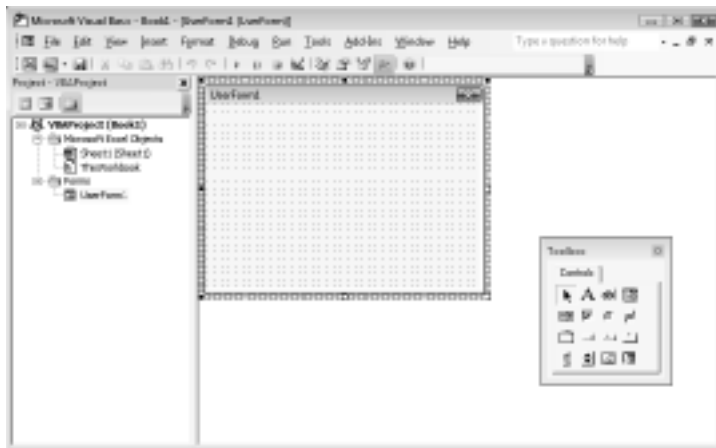 Microsoft Visual Basic - Book1 - [UserForm1 (UserForm)]
File Edit View Insert Format Debug Run Tools Add-Ins Window Help
Type a question for help
Project - VBAProject
VBAProject (Book1)
Microsoft Excel Objects
Sheet1 (Sheet1)
ThisWorkbook
Forms
UserForm1
UserForm1
Toolbox
Controls
A abl